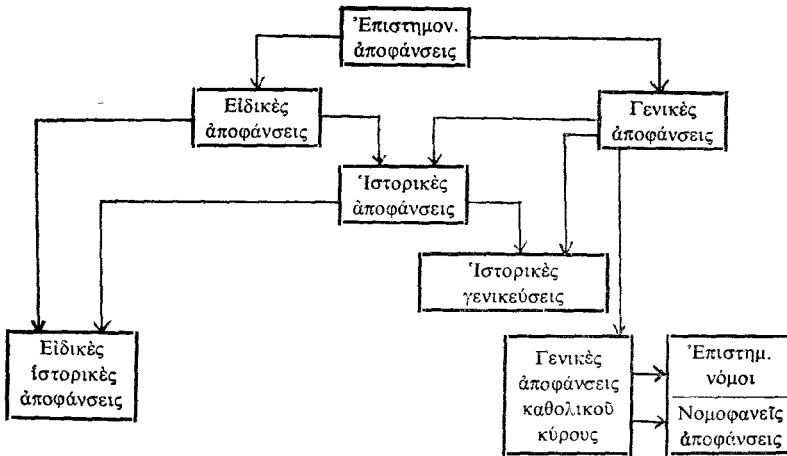 Ἐπιστημον.
ἀποφάνσεις
Εἰδικὲς
ἀποφάνσεις
Γενικὲς
ἀποφάνσεις
Ἱστορικὲς
ἀποφάνσεις
Ἱστορικὲς
γενικεύσεις
Εἰδικὲς
ἱστορικὲς
ἀποφάνσεις
Γενικὲς
ἀποφάνσεις
καθολικοῦ
κύρους
Ἐπιστημ.
νόμοι
Νομοφανεῖς
ἀποφάνσεις